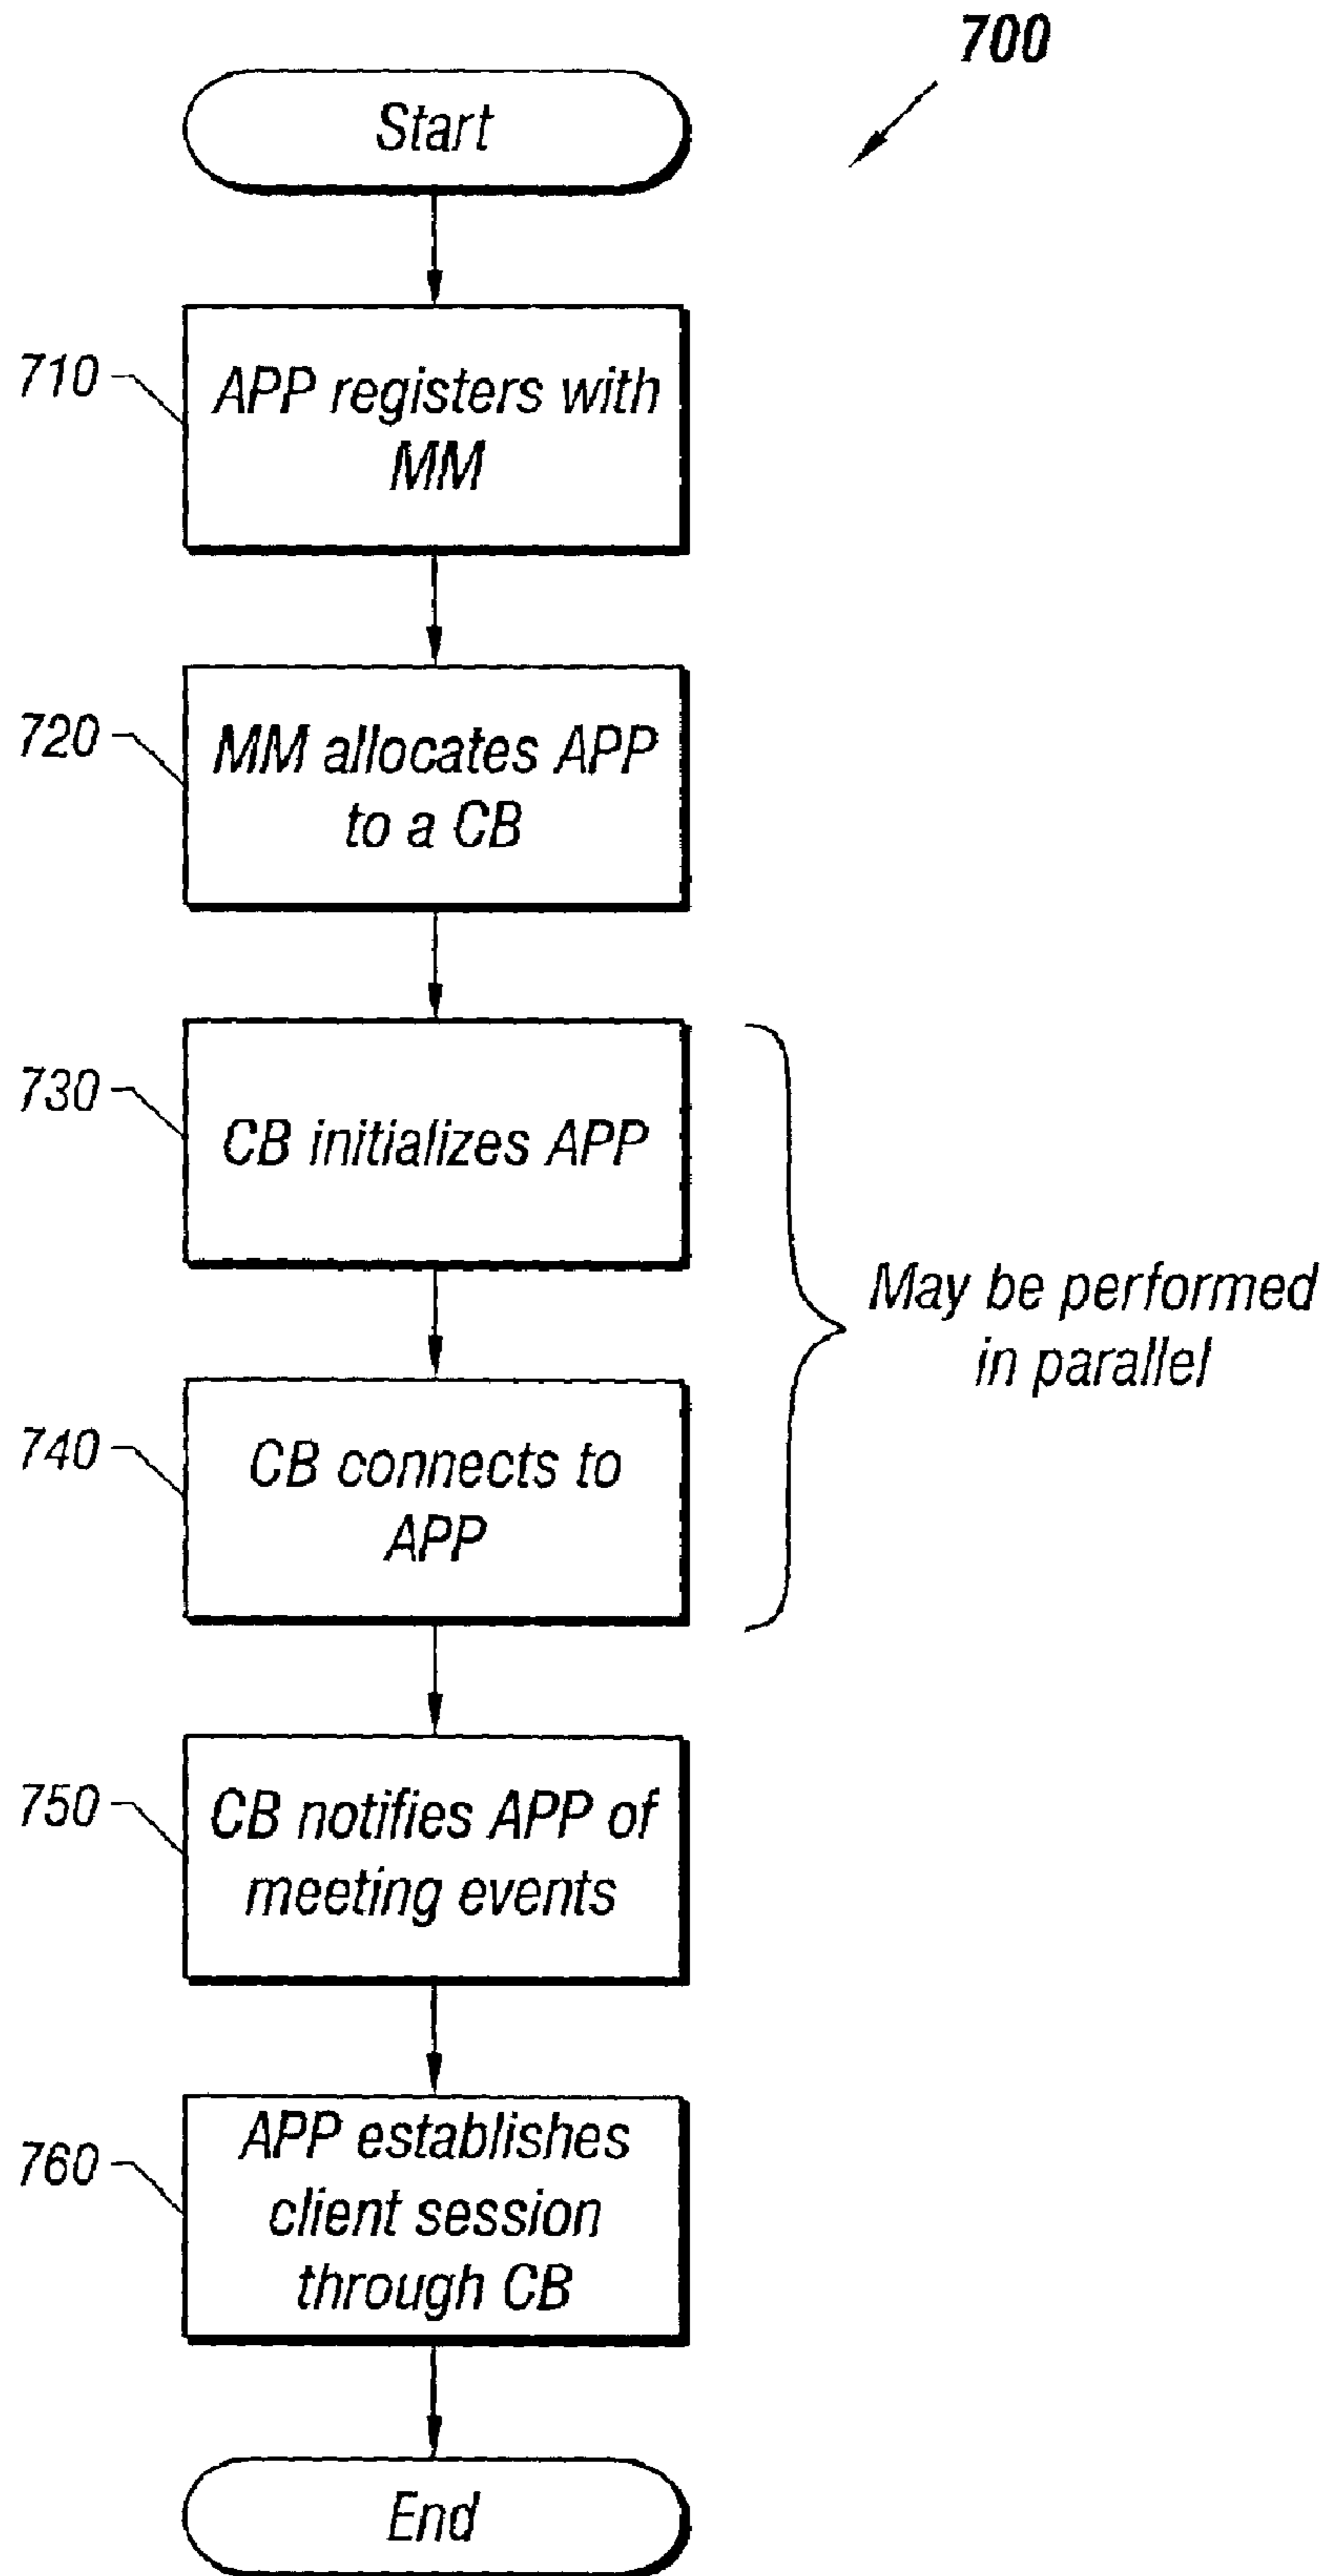 700
Start
710
APP registers with
MM
720
MM allocates APP
to a CB
730
CB initializes APP
May be performed
in parallel
740
CB connects to
APP
750
CB notifies APP of
meeting events
760
APP establishes
client session
through CB
End